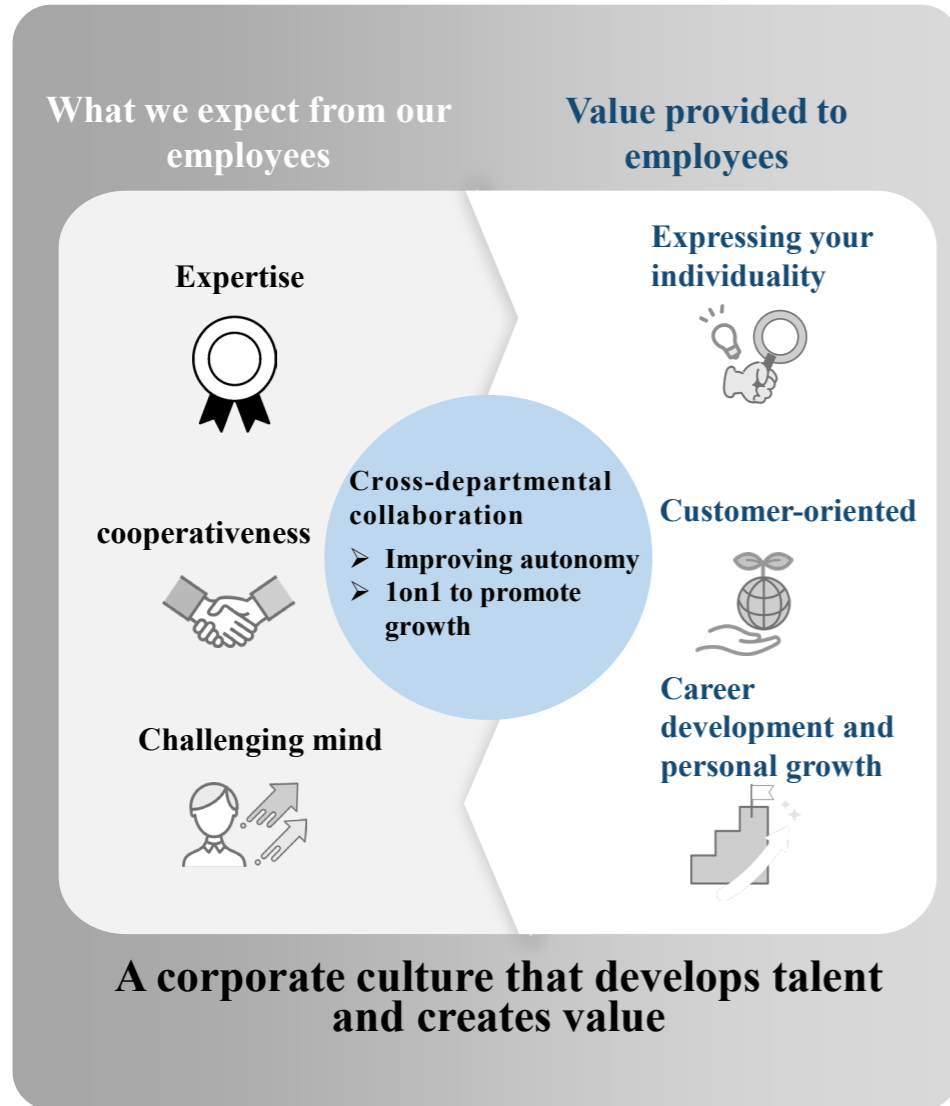 What we expect from our
employees
Value provided to
employees
Expertise
cooperativeness
Challenging mind
Cross-departmental
collaboration
➢ Improving autonomy
➢ 1on1 to promote
growth
Expressing your
individuality
Customer-oriented
Career
development and
personal growth
A corporate culture that develops talent
and creates value